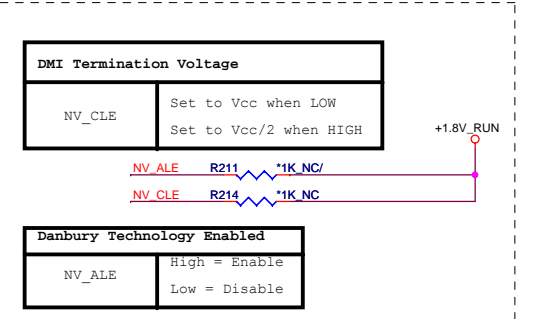 DMI Termination Voltage
NV_CLE
Set to Vcc when LOW
Set to Vcc/2 when HIGH
+1.8V_RUN
NV_ALE R211 *1K_NC/
NV_CLE R214 *1K_NC
Danbury Technology Enabled
NV_ALE
High = Enable
Low = Disable